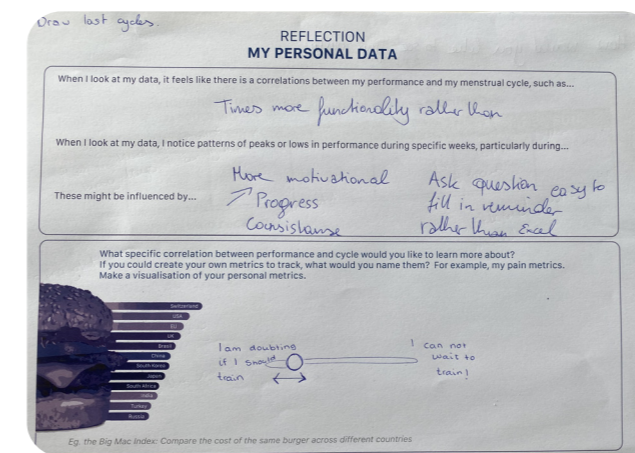 Draw last cycles.
REFLECTION
MY PERSONAL DATA
When I look at my data, it feels like there is a correlations between my performance and my menstrual cycle, such as...
Times more functionality rather than
When I look at my data, I notice patterns of peaks or lows in performance during specific weeks, particularly during...
These might be influenced by...
More motivational
Progress
Consistanse
Ask question easy to
fill in reminder
rather than Excel
What specific correlation between performance and cycle would you like to learn more about?
If you could create your own metrics to track, what would you name them? For example, my pain metrics.
Make a visualisation of your personal metrics.
Switzerland
USA
EU
UK
Brazil
China
South Korea
Japan
South Africa
India
Turkey
Russia
I am doubting
if I should
train
I can not
wait to
train!
Eg. the Big Mac Index: Compare the cost of the same burger across different countries